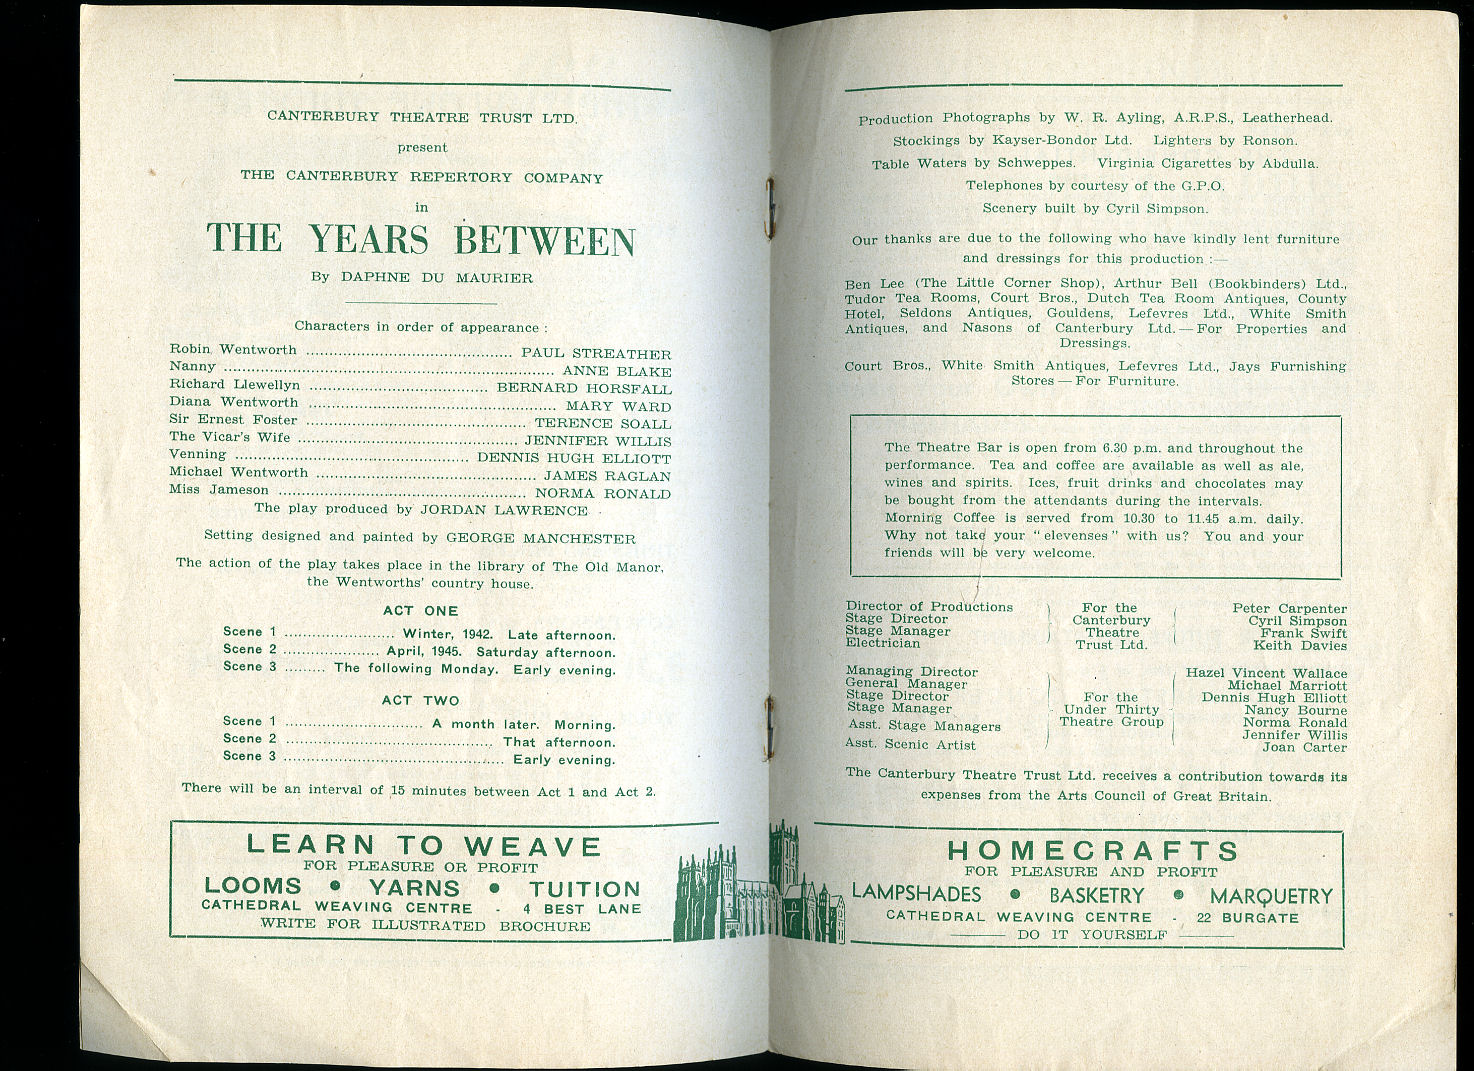 CANTERBURY THEATRE TRUST LTD.
present
THE CANTERBURY REPERTORY COMPANY
in
THE YEARS BETWEEN
By DAPHNE DU MAURIER
Characters in order of appearance :
Robin Wentworth ........................................ PAUL STREATHER
Nanny ........................................ ANNE BLAKE
Richard Llewellyn ........................................ BERNARD HORSFALL
Diana Wentworth ........................................ MARY WARD
Sir Ernest Foster ........................................ TERENCE SOALL
The Vicar's Wife ........................................ JENNIFER WILLIS
Venning ........................................ DENNIS HUGH ELLIOTT
Michael Wentworth ........................................ JAMES RAGLAN
Miss Jameson ........................................ NORMA RONALD
The play produced by JORDAN LAWRENCE
Setting designed and painted by GEORGE MANCHESTER
The action of the play takes place in the library of The Old Manor,
the Wentworths' country house.
ACT ONE
Scene 1 ........................ Winter, 1942. Late afternoon.
Scene 2 ..................... April, 1945. Saturday afternoon.
Scene 3 ......... The following Monday. Early evening.
ACT TWO
Scene 1 .............................. A month later. Morning.
Scene 2 .............................................. That afternoon.
Scene 3 ................................................ Early evening.
There will be an interval of 15 minutes between Act 1 and Act 2.
LEARN TO WEAVE
FOR PLEASURE OR PROFIT
LOOMS ● YARNS ● TUITION
CATHEDRAL WEAVING CENTRE - 4 BEST LANE
WRITE FOR ILLUSTRATED BROCHURE
Production Photographs by W. R. Ayling, A.R.P.S., Leatherhead.
Stockings by Kayser-Bondor Ltd. Lighters by Ronson.
Table Waters by Schweppes. Virginia Cigarettes by Abdulla.
Telephones by courtesy of the G.P.O.
Scenery built by Cyril Simpson.
Our thanks are due to the following who have kindly lent furniture
and dressings for this production :—
Ben Lee (The Little Corner Shop), Arthur Bell (Bookbinders) Ltd.,
Tudor Tea Rooms, Court Bros., Dutch Tea Room Antiques, County
Hotel, Seldons Antiques, Gouldens, Lefevres Ltd., White Smith
Antiques, and Nasons of Canterbury Ltd.—For Properties and
Dressings.
Court Bros., White Smith Antiques, Lefevres Ltd., Jays Furnishing
Stores—For Furniture.
The Theatre Bar is open from 6.30 p.m. and throughout the
performance. Tea and coffee are available as well as ale,
wines and spirits. Ices, fruit drinks and chocolates may
be bought from the attendants during the intervals.
Morning Coffee is served from 10.30 to 11.45 a.m. daily.
Why not take your "elevenses" with us? You and your
friends will be very welcome.
Director of Productions } For the { Peter Carpenter
Stage Director Canterbury Cyril Simpson
Stage Manager Theatre Frank Swift
Electrician Trust Ltd. Keith Davies
Managing Director Hazel Vincent Wallace
General Manager Michael Marriott
Stage Director For the Dennis Hugh Elliott
Stage Manager Under Thirty Nancy Bourne
Asst. Stage Managers Theatre Group Norma Ronald
Jennifer Willis
Asst. Scenic Artist Joan Carter
The Canterbury Theatre Trust Ltd. receives a contribution towards its
expenses from the Arts Council of Great Britain.
HOMECRAFTS
FOR PLEASURE AND PROFIT
LAMPSHADES ● BASKETRY ● MARQUETRY
CATHEDRAL WEAVING CENTRE - 22 BURGATE
DO IT YOURSELF